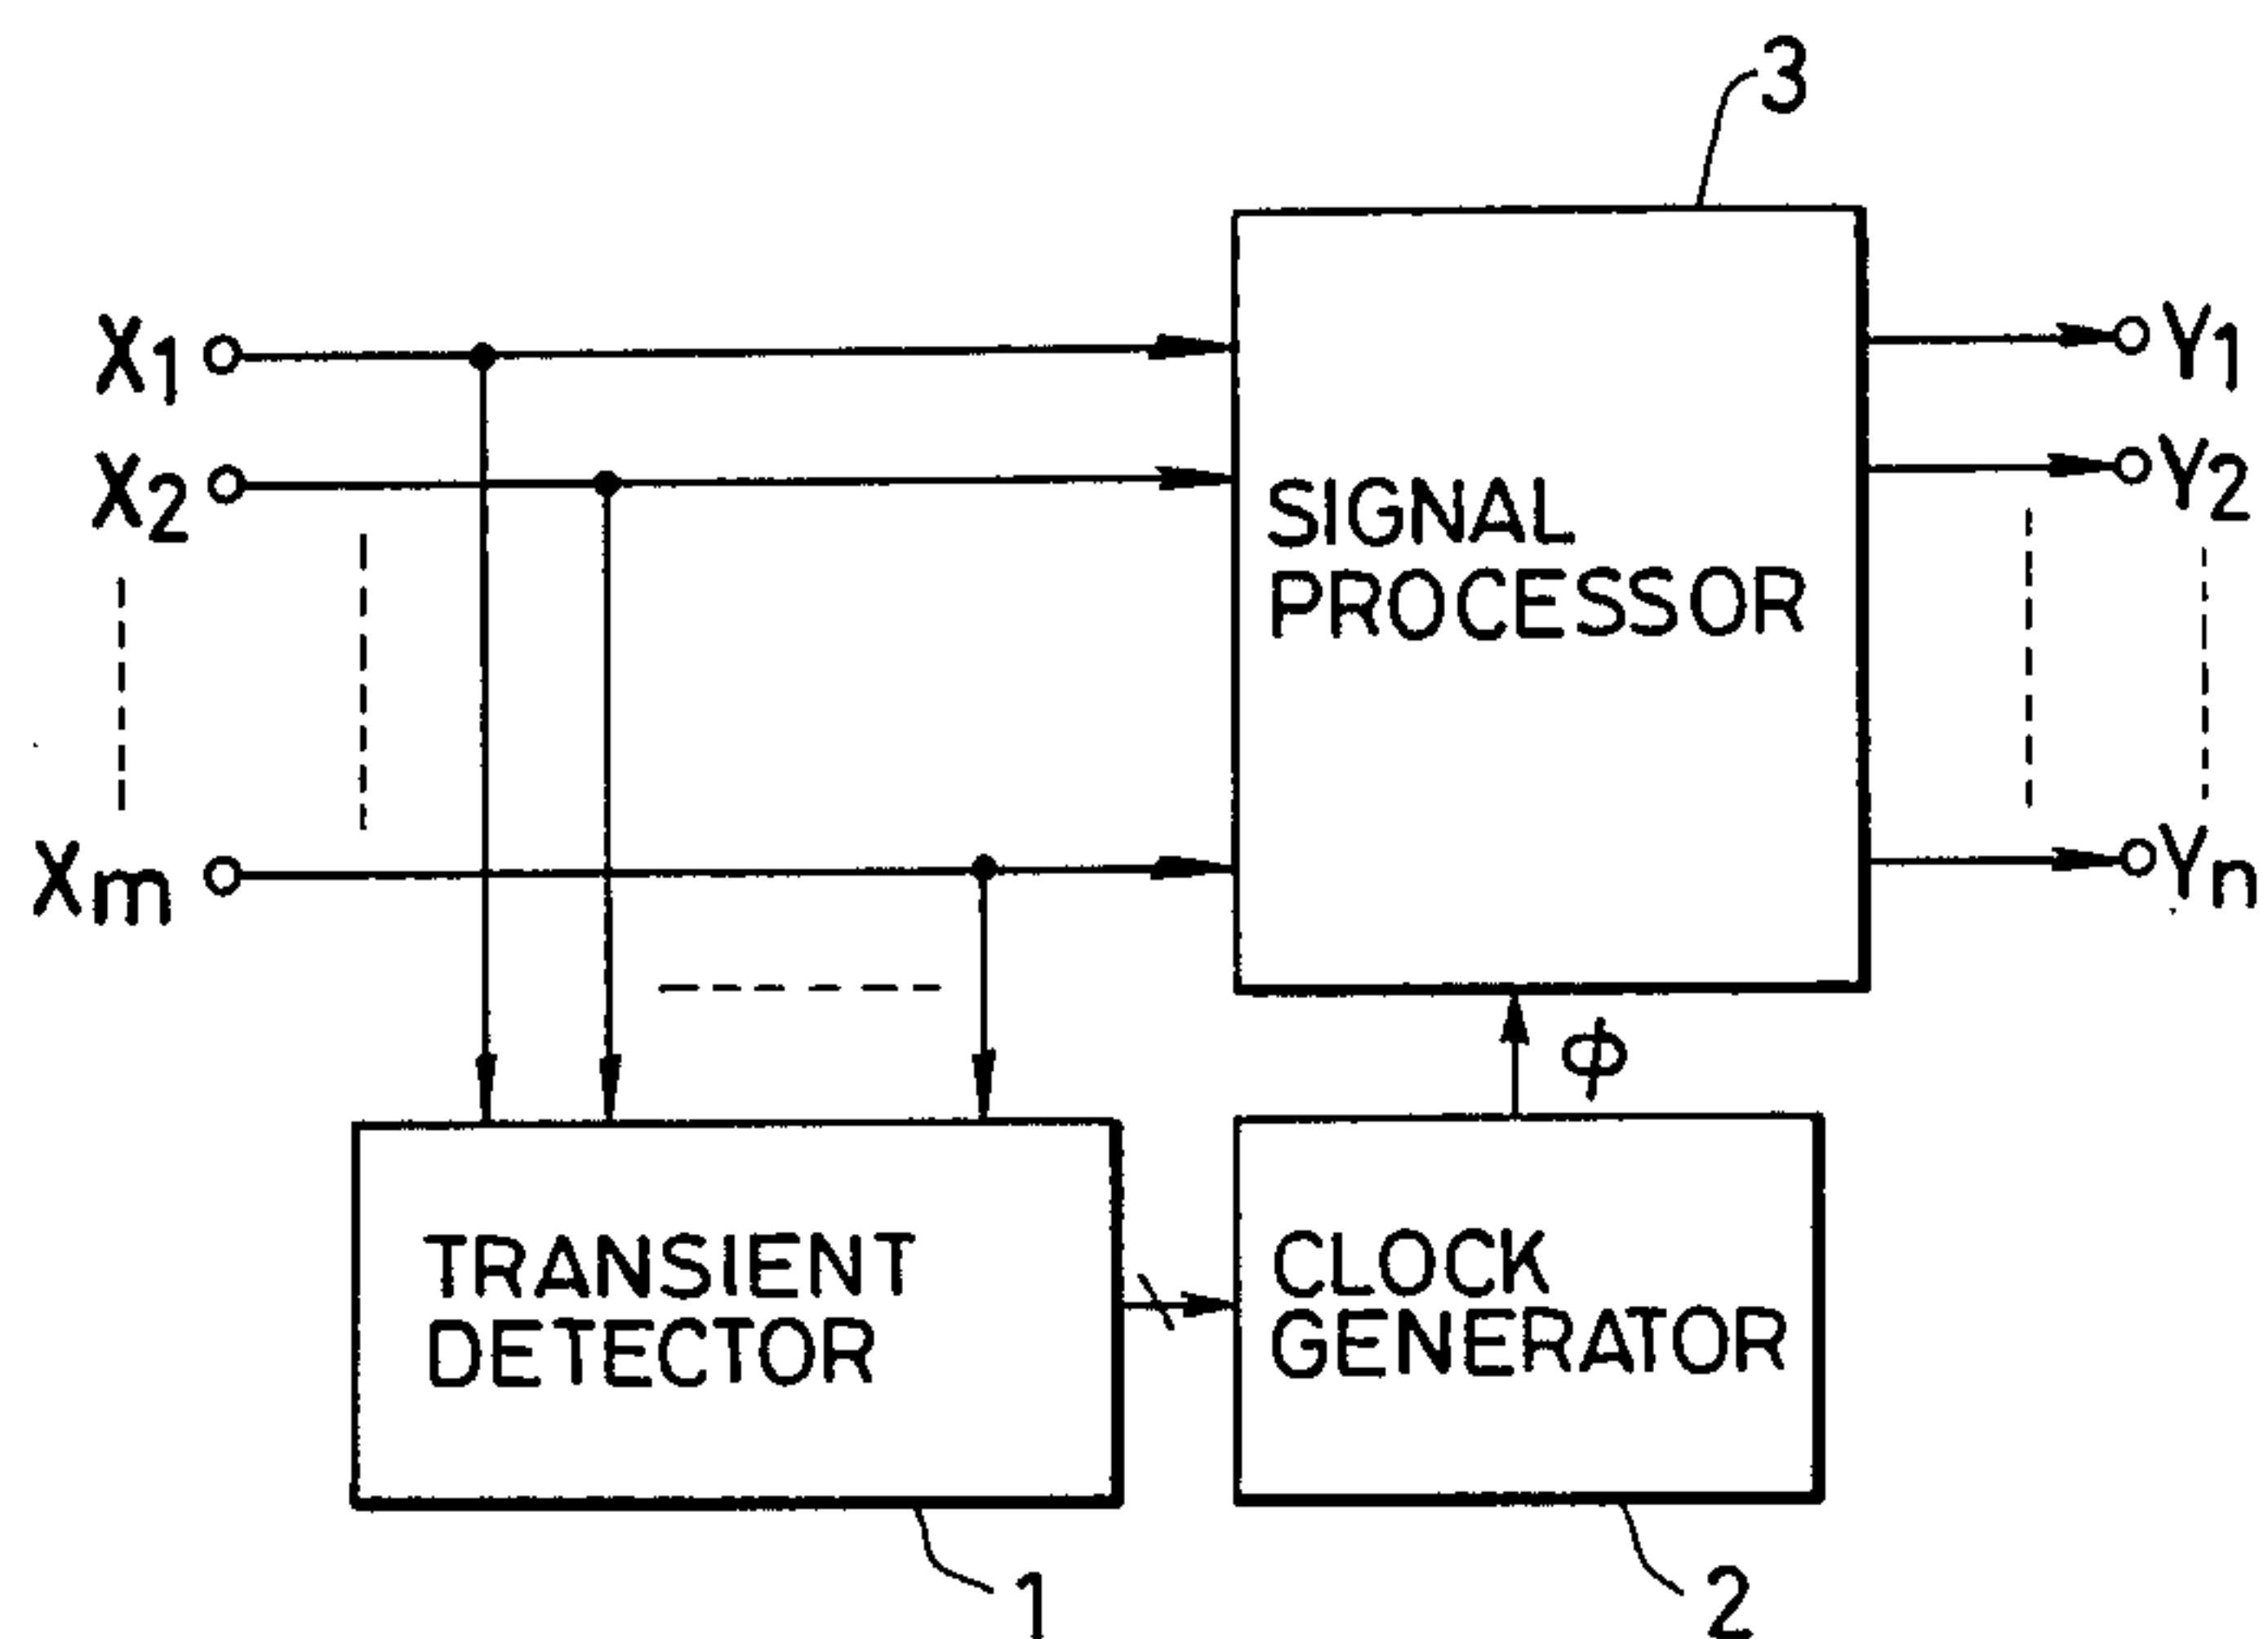 3
X1
Y1
X2
Y2
SIGNAL
PROCESSOR
Xm
Yn
ϕ
TRANSIENT
DETECTOR
CLOCK
GENERATOR
1
2